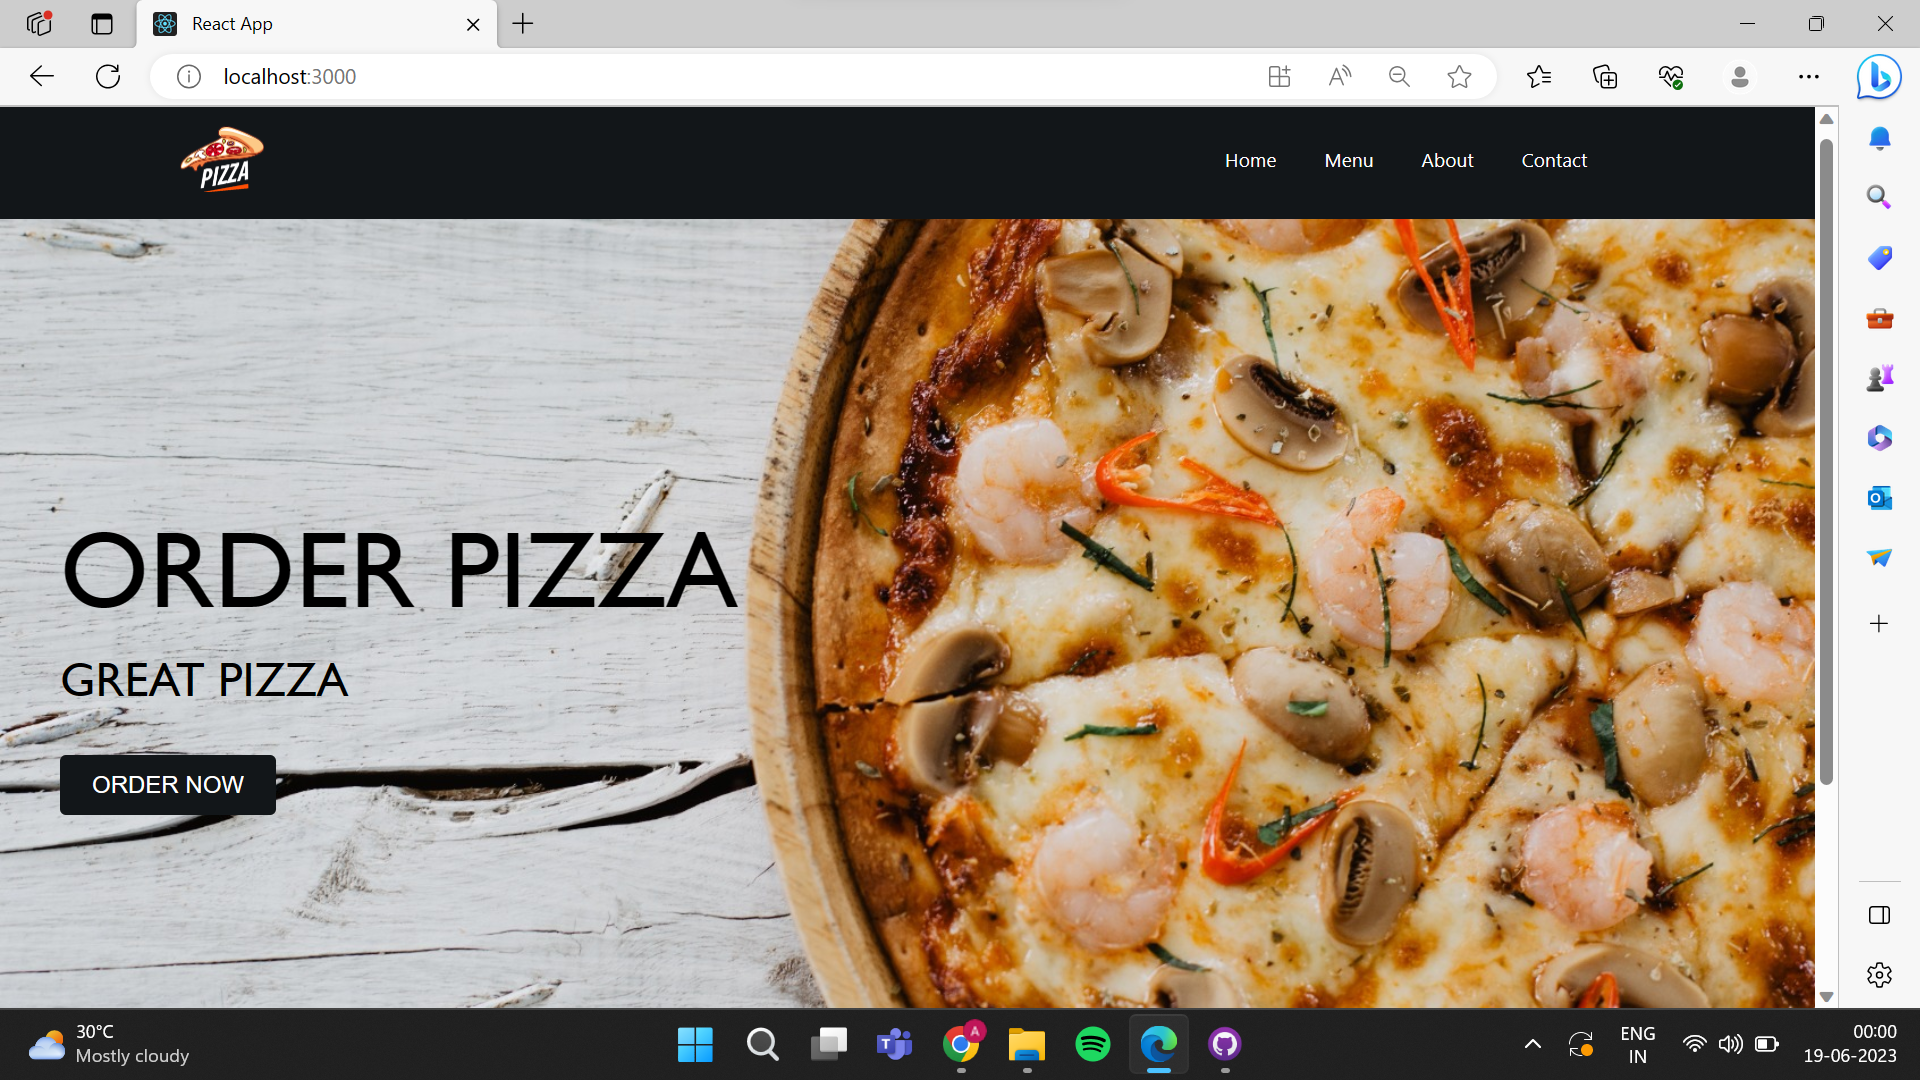 React App
localhost:3000
PIZZA
Home
Menu
About
Contact
ORDER PIZZA
GREAT PIZZA
ORDER NOW
30°C
Mostly cloudy
A
ENG
IN
00:00
19-06-2023